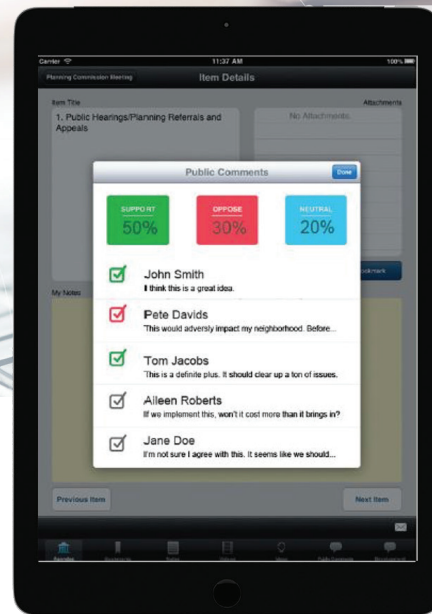 Carrier
11:37 AM
100%
Planning Commission Meeting
Item Details
Item Title
Attachments
1. Public Hearings/Planning Referrals and
Appeals
No Attachments.
Public Comments
Done
SUPPORT
50%
OPPOSE
30%
NEUTRAL
20%
John Smith
I think this is a great idea.
Pete Davids
This would adversly impact my neighborhood. Before...
Tom Jacobs
This is a definite plus. It should clear up a ton of issues.
Aileen Roberts
If we implement this, won't it cost more than it brings in?
Jane Doe
I'm not sure I agree with this. It seems like we should...
My Notes
Previous Item
Next Item